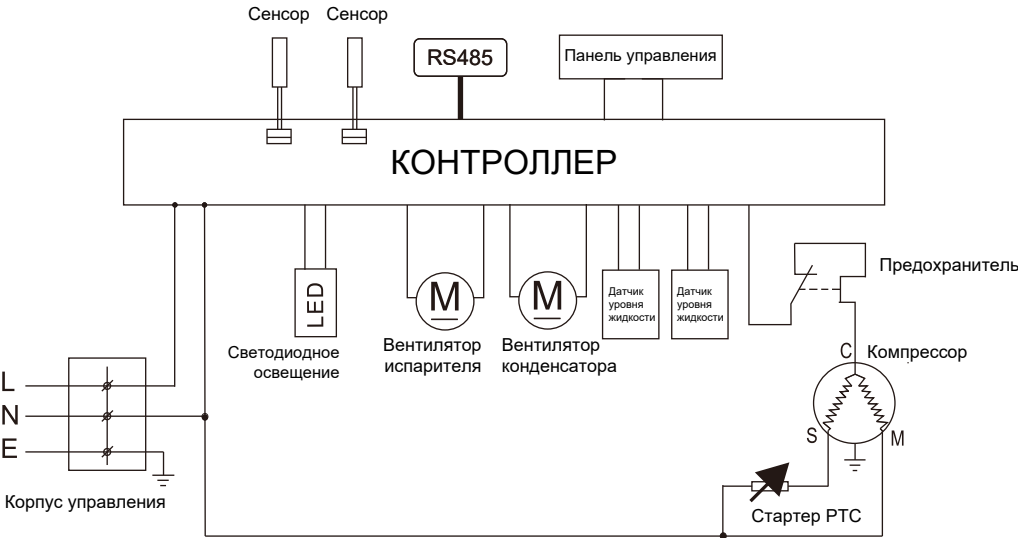 Сенсор
Сенсор
RS485
Панель управления
КОНТРОЛЛЕР
Предохранитель
LED
M
M
Датчик
уровня
жидкости
Датчик
уровня
жидкости
Светодиодное
освещение
Вентилятор
испарителя
Вентилятор
конденсатора
C
Компрессор
L
N
E
S
M
Корпус управления
Стартер PTC